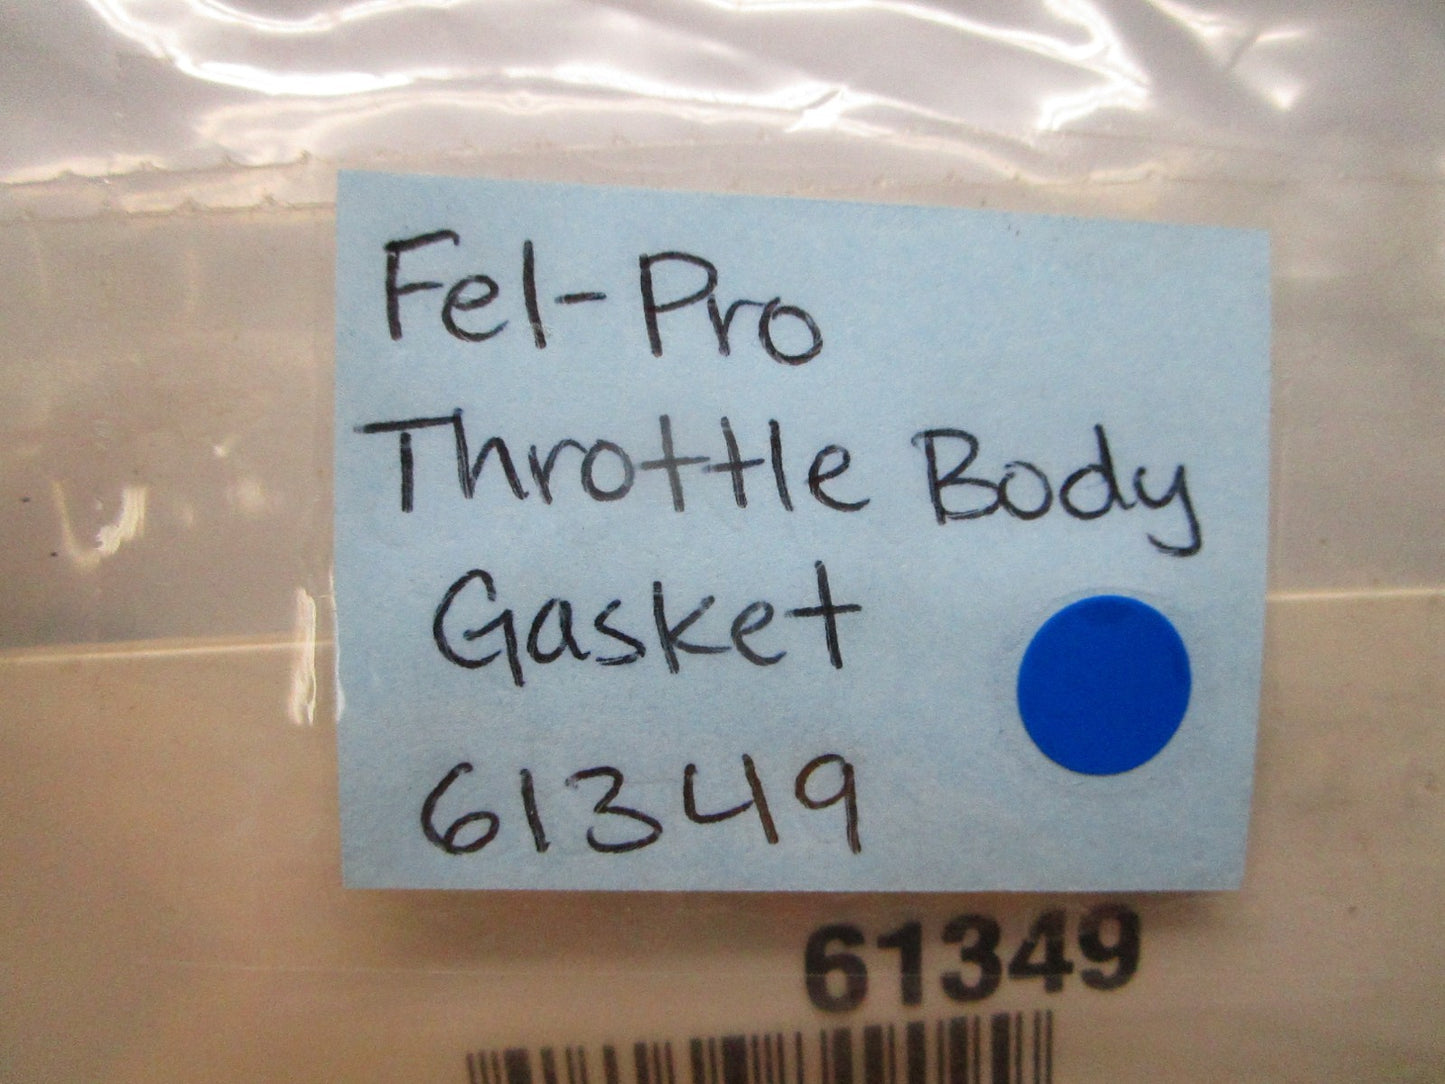 Fel-Pro
Throttle Body
Gasket
61349
61349